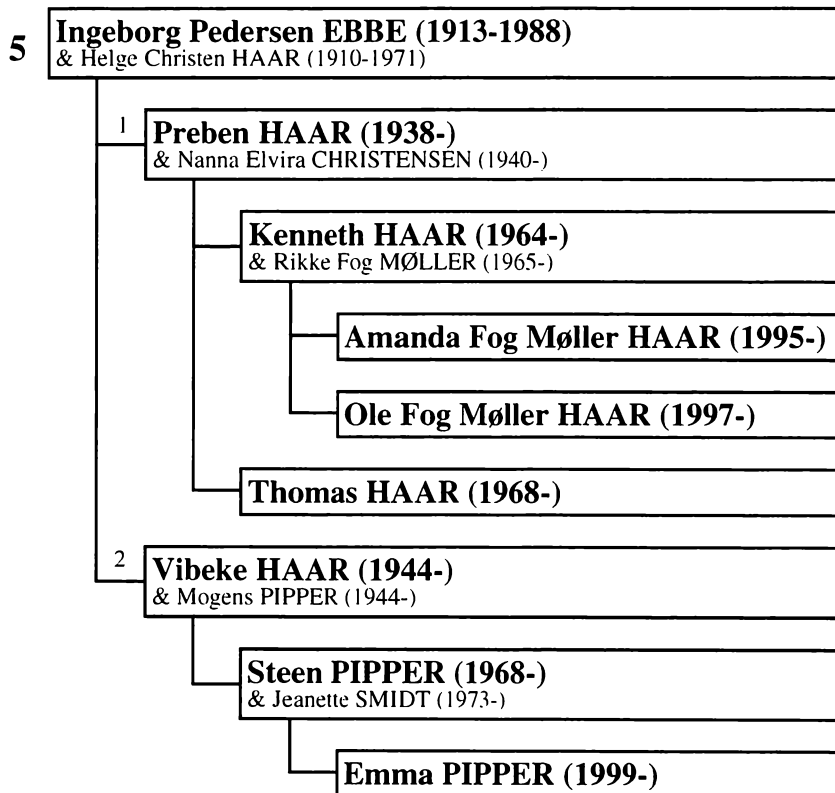 5
Ingeborg Pedersen EBBE (1913-1988)
& Helge Christen HAAR (1910-1971)
1
Preben HAAR (1938-)
& Nanna Elvira CHRISTENSEN (1940-)
Kenneth HAAR (1964-)
& Rikke Fog MØLLER (1965-)
Amanda Fog Møller HAAR (1995-)
Ole Fog Møller HAAR (1997-)
Thomas HAAR (1968-)
2
Vibeke HAAR (1944-)
& Mogens PIPPER (1944-)
Steen PIPPER (1968-)
& Jeanette SMIDT (1973-)
Emma PIPPER (1999-)